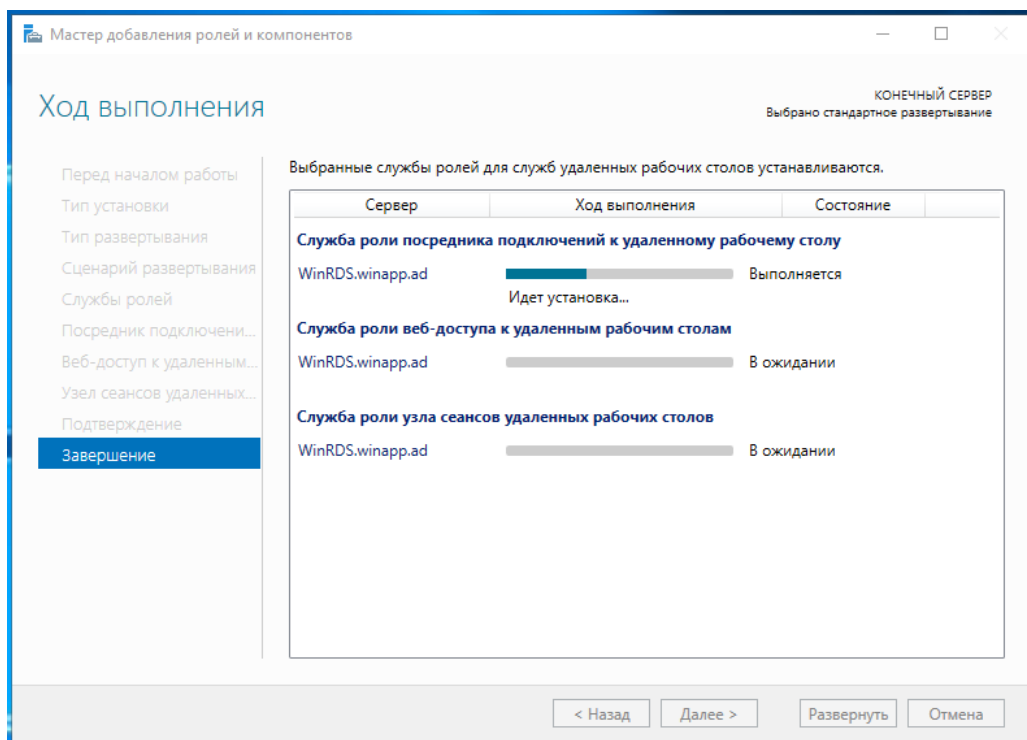 Мастер добавления ролей и компонентов
Ход выполнения
КОНЕЧНЫЙ СЕРВЕР
Выбрано стандартное развертывание
Перед началом работы
Тип установки
Тип развертывания
Сценарий развертывания
Службы ролей
Посредник подключени...
Веб-доступ к удаленным...
Узел сеансов удаленных...
Подтверждение
Завершение
Выбранные службы ролей для служб удаленных рабочих столов устанавливаются.
Сервер Ход выполнения Состояние
Служба роли посредника подключений к удаленному рабочему столу
WinRDS.winapp.ad Выполняется
Идет установка...
Служба роли веб-доступа к удаленным рабочим столам
WinRDS.winapp.ad В ожидании
Служба роли узла сеансов удаленных рабочих столов
WinRDS.winapp.ad В ожидании
< Назад Далее > Развернуть Отмена